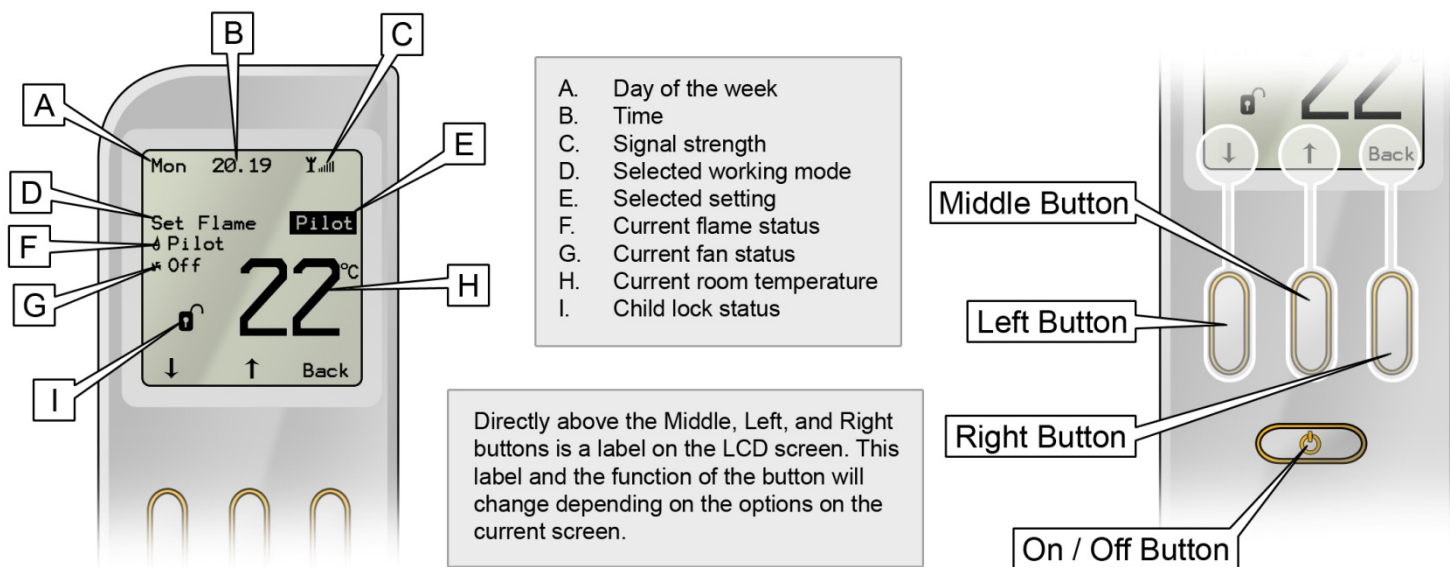 B
C
A
E
D
F
G
H
I
Mon 20.19
Set Flame Pilot
Pilot
Off
22°C
↓ ↑ Back
A. Day of the week
B. Time
C. Signal strength
D. Selected working mode
E. Selected setting
F. Current flame status
G. Current fan status
H. Current room temperature
I. Child lock status
Directly above the Middle, Left, and Right
buttons is a label on the LCD screen. This
label and the function of the button will
change depending on the options on the
current screen.
22
↓ ↑ Back
Middle Button
Left Button
Right Button
On / Off Button